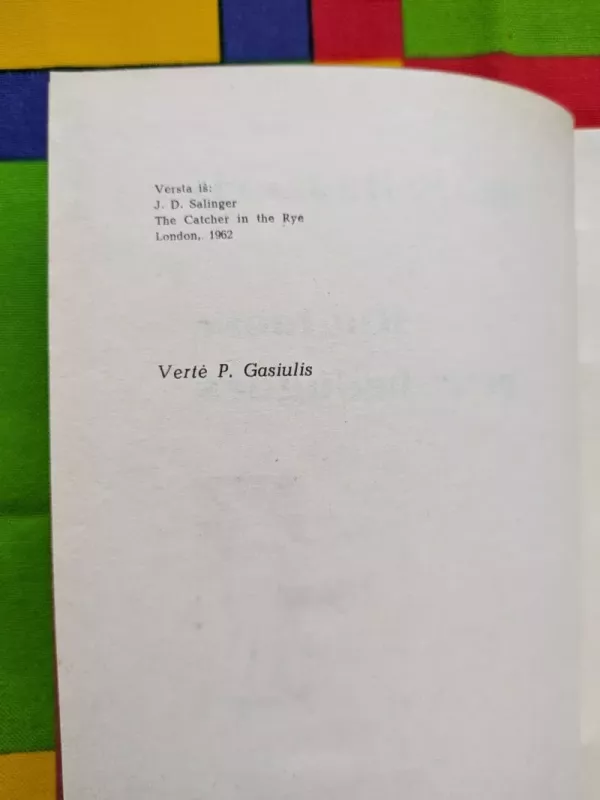 Versta iš:
J. D. Salinger
The Catcher in the Rye
London, 1962
Vertė P. Gasiulis